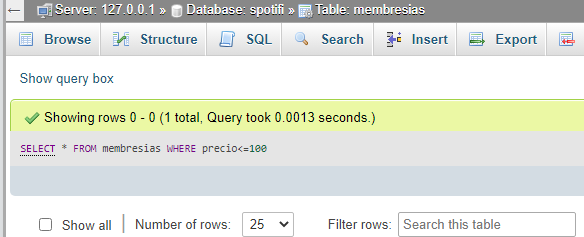 ← Server: 127.0.0.1 » Database: spotifi » Table: membresias
Browse Structure SQL Search Insert Export
Show query box
Showing rows 0 - 0 (1 total, Query took 0.0013 seconds.)
SELECT * FROM membresias WHERE precio<=100
Show all | Number of rows: 25 Filter rows: Search this table